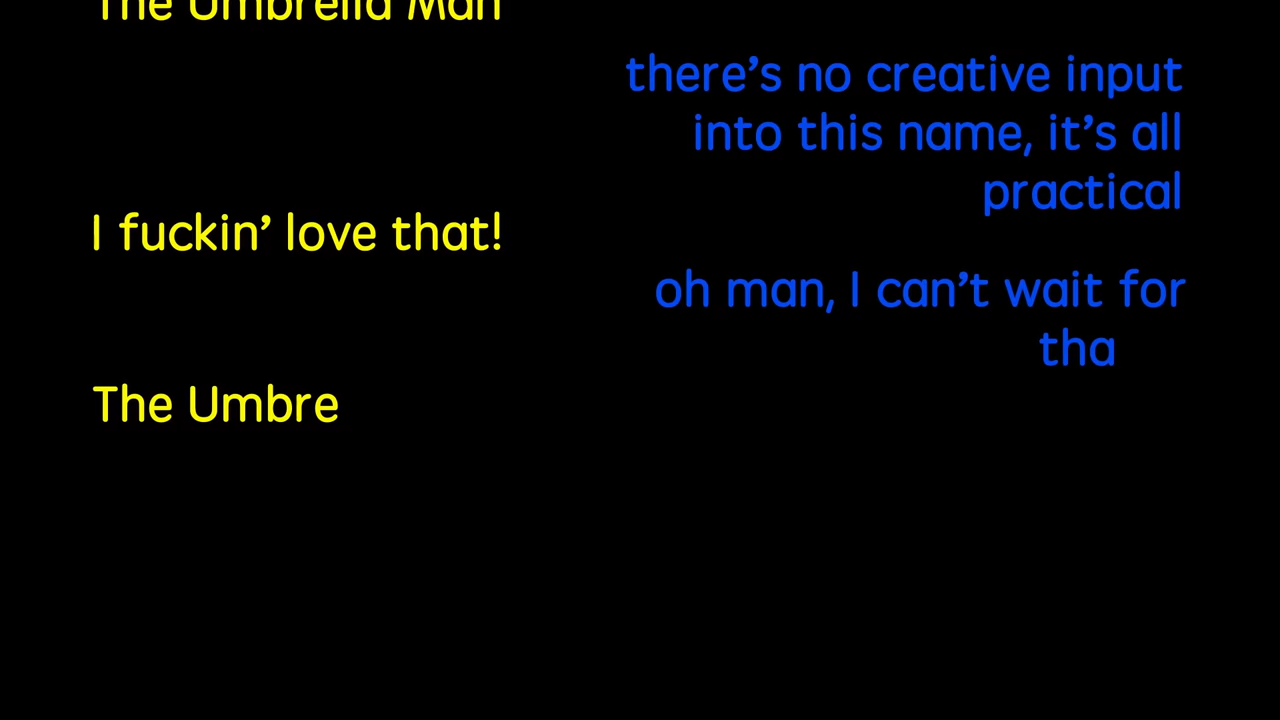 The Umbrella Man
there’s no creative input
into this name, it’s all
practical
I fuckin’ love that!
oh man, I can’t wait for
tha
The Umbre